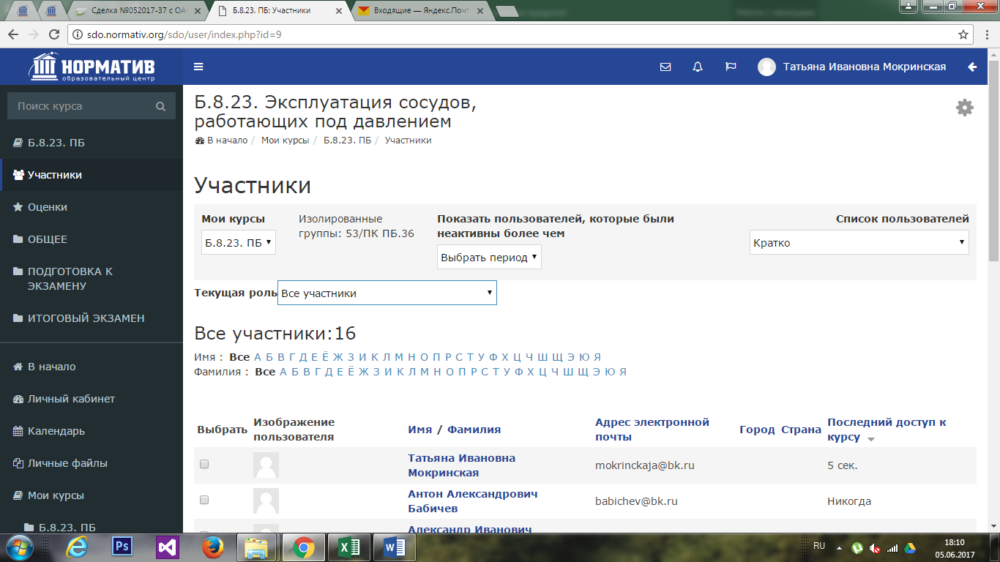 Сделка №052017-37 с ОАО
Б.8.23. ПБ: Участники
Входящие — Яндекс.Почт
sdo.normativ.org/sdo/user/index.php?id=9
НОРМАТИВ
образовательный центр
Татьяна Ивановна Мокринская
Поиск курса
Б.8.23. ПБ
Участники
Оценки
ОБЩЕЕ
ПОДГОТОВКА К
ЭКЗАМЕНУ
ИТОГОВЫЙ ЭКЗАМЕН
В начало
Личный кабинет
Календарь
Личные файлы
Мои курсы
Б.8.23. ПБ
Б.8.23. Эксплуатация сосудов,
работающих под давлением
В начало / Мои курсы / Б.8.23. ПБ / Участники
Участники
Мои курсы
Б.8.23. ПБ
Изолированные
группы: 53/ПК ПБ.36
Показать пользователей, которые были
неактивны более чем
Выбрать период
Список пользователей
Кратко
Текущая роль Все участники
Все участники:16
Имя : Все А Б В Г Д Е Ё Ж З И К Л М Н О П Р С Т У Ф Х Ц Ч Ш Щ Э Ю Я
Фамилия : Все А Б В Г Д Е Ё Ж З И К Л М Н О П Р С Т У Ф Х Ц Ч Ш Щ Э Ю Я
Выбрать
Изображение
пользователя
Имя / Фамилия
Адрес электронной
почты
Город
Страна
Последний доступ к
курсу
Татьяна Ивановна
Мокринская
mokrinckaja@bk.ru
5 сек.
Антон Александрович
Бабичев
babichev@bk.ru
Никогда
Александр Иванович
RU
18:10
05.06.2017